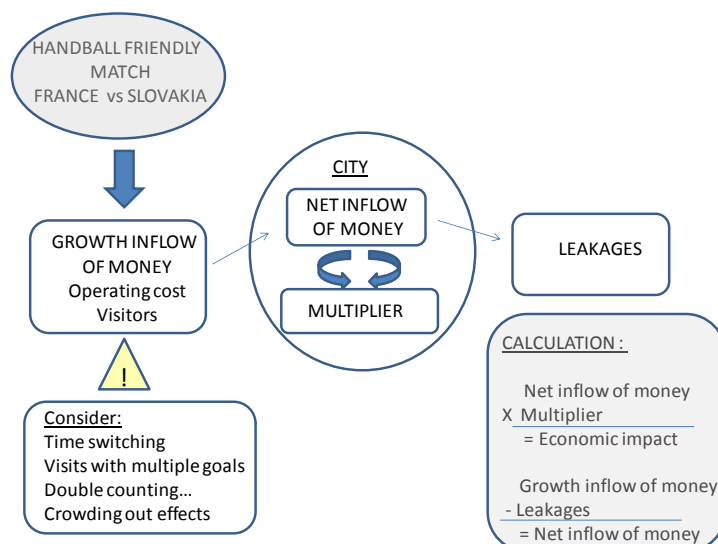 HANDBALL FRIENDLY
MATCH
FRANCE vs SLOVAKIA
CITY
NET INFLOW
OF MONEY
MULTIPLIER
GROWTH INFLOW
OF MONEY
Operating cost
Visitors
LEAKAGES
!
Consider:
Time switching
Visits with multiple goals
Double counting...
Crowding out effects
CALCULATION :
Net inflow of money
X Multiplier
= Economic impact
Growth inflow of money
- Leakages
= Net inflow of money